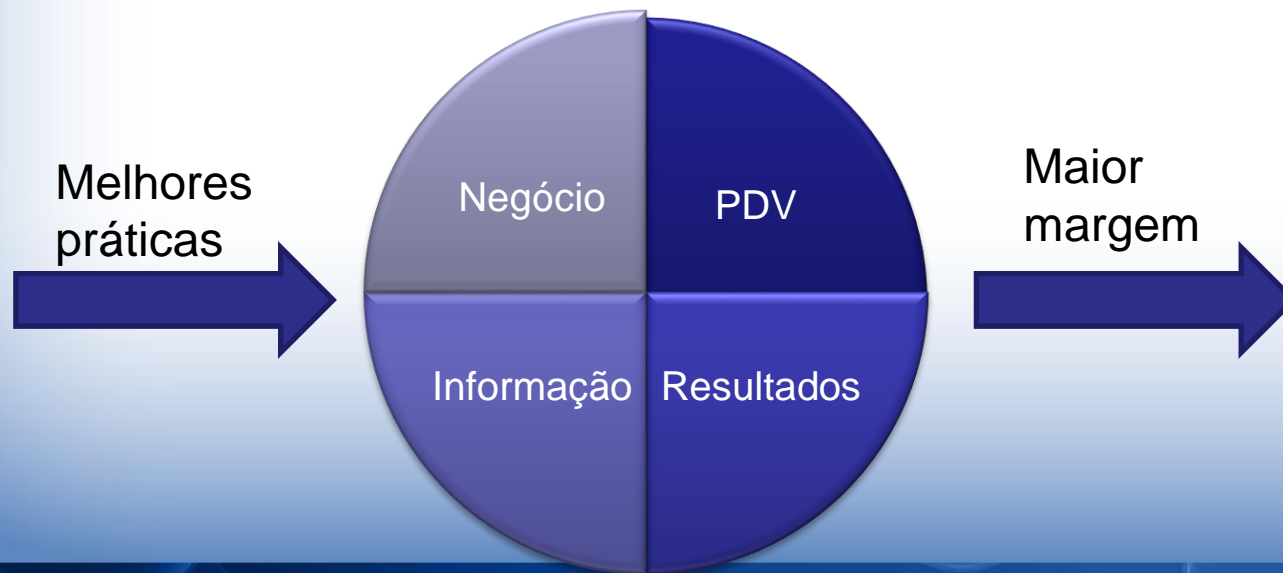 Melhores
práticas
Negócio
PDV
Informação
Resultados
Maior
margem